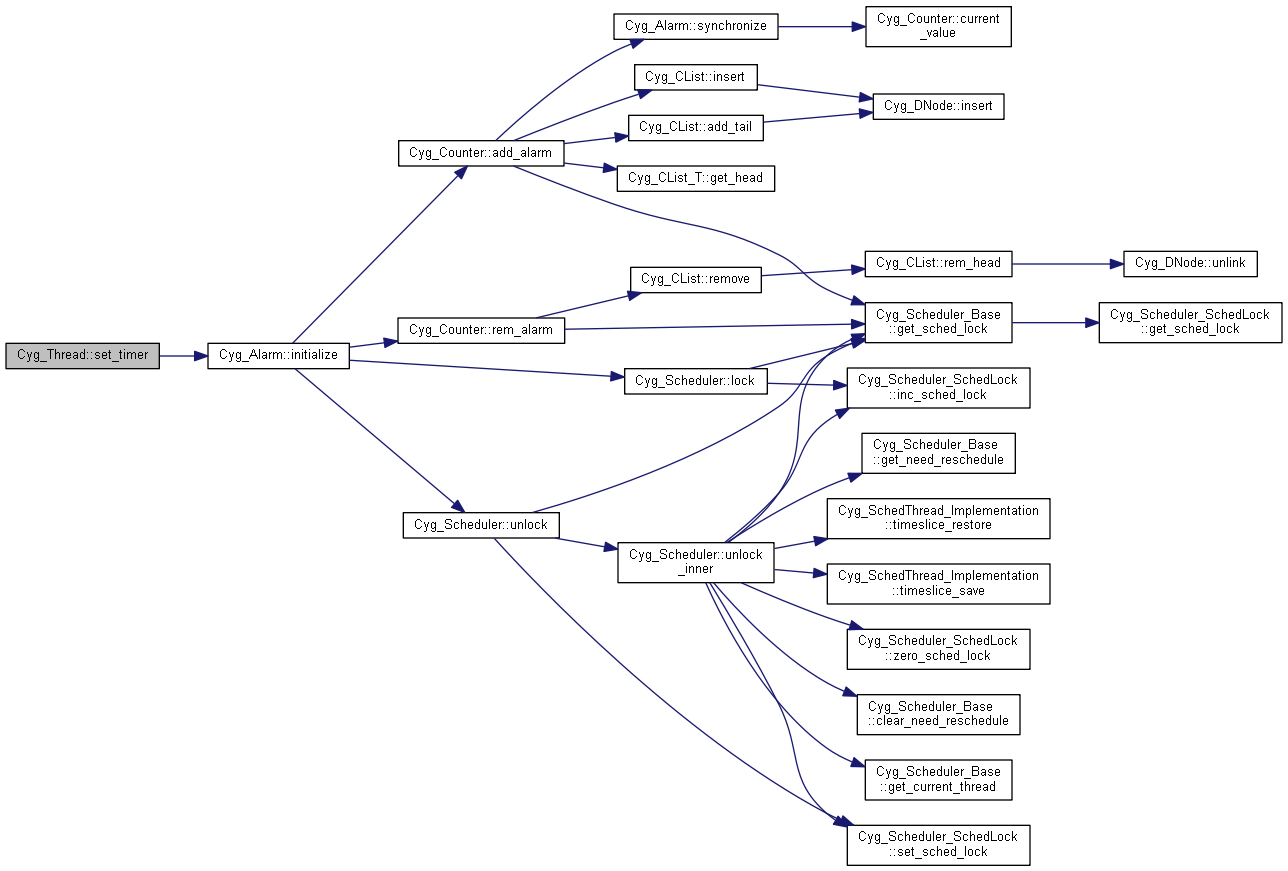 Cyg_Thread::set_timer
Cyg_Alarm::initialize
Cyg_Counter::add_alarm
Cyg_Counter::rem_alarm
Cyg_Scheduler::unlock
Cyg_Alarm::synchronize
Cyg_CList::insert
Cyg_CList::add_tail
Cyg_CList_T::get_head
Cyg_CList::remove
Cyg_Scheduler::lock
Cyg_Scheduler::unlock
_inner
Cyg_Counter::current
_value
Cyg_DNode::insert
Cyg_CList::rem_head
Cyg_Scheduler_Base
::get_sched_lock
Cyg_Scheduler_SchedLock
::inc_sched_lock
Cyg_Scheduler_Base
::get_need_reschedule
Cyg_SchedThread_Implementation
::timeslice_restore
Cyg_SchedThread_Implementation
::timeslice_save
Cyg_Scheduler_SchedLock
::zero_sched_lock
Cyg_Scheduler_Base
::clear_need_reschedule
Cyg_Scheduler_Base
::get_current_thread
Cyg_Scheduler_SchedLock
::set_sched_lock
Cyg_DNode::unlink
Cyg_Scheduler_SchedLock
::get_sched_lock